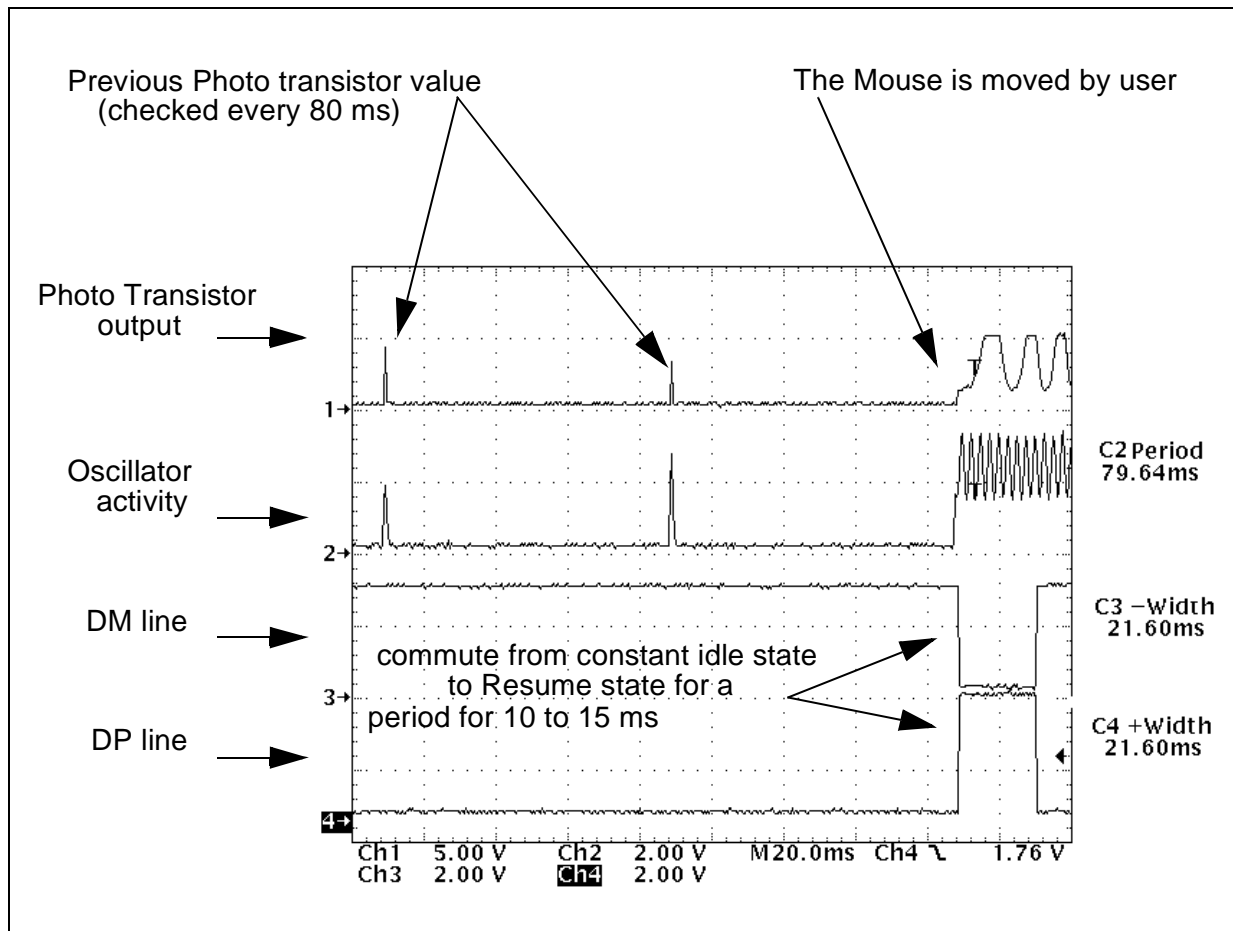 Previous Photo transistor value
(checked every 80 ms)
The Mouse is moved by user
Photo Transistor
output
1
T
Oscillator
activity
T
C2 Period
79.64ms
2
DM line
C3 −Width
21.60ms
commute from constant idle state
to Resume state for a
period for 10 to 15 ms
3
DP line
C4 +Width
21.60ms
4
Ch1 5.00 V Ch2 2.00 V M20.0ms Ch4 1.76 V
Ch3 2.00 V Ch4 2.00 V